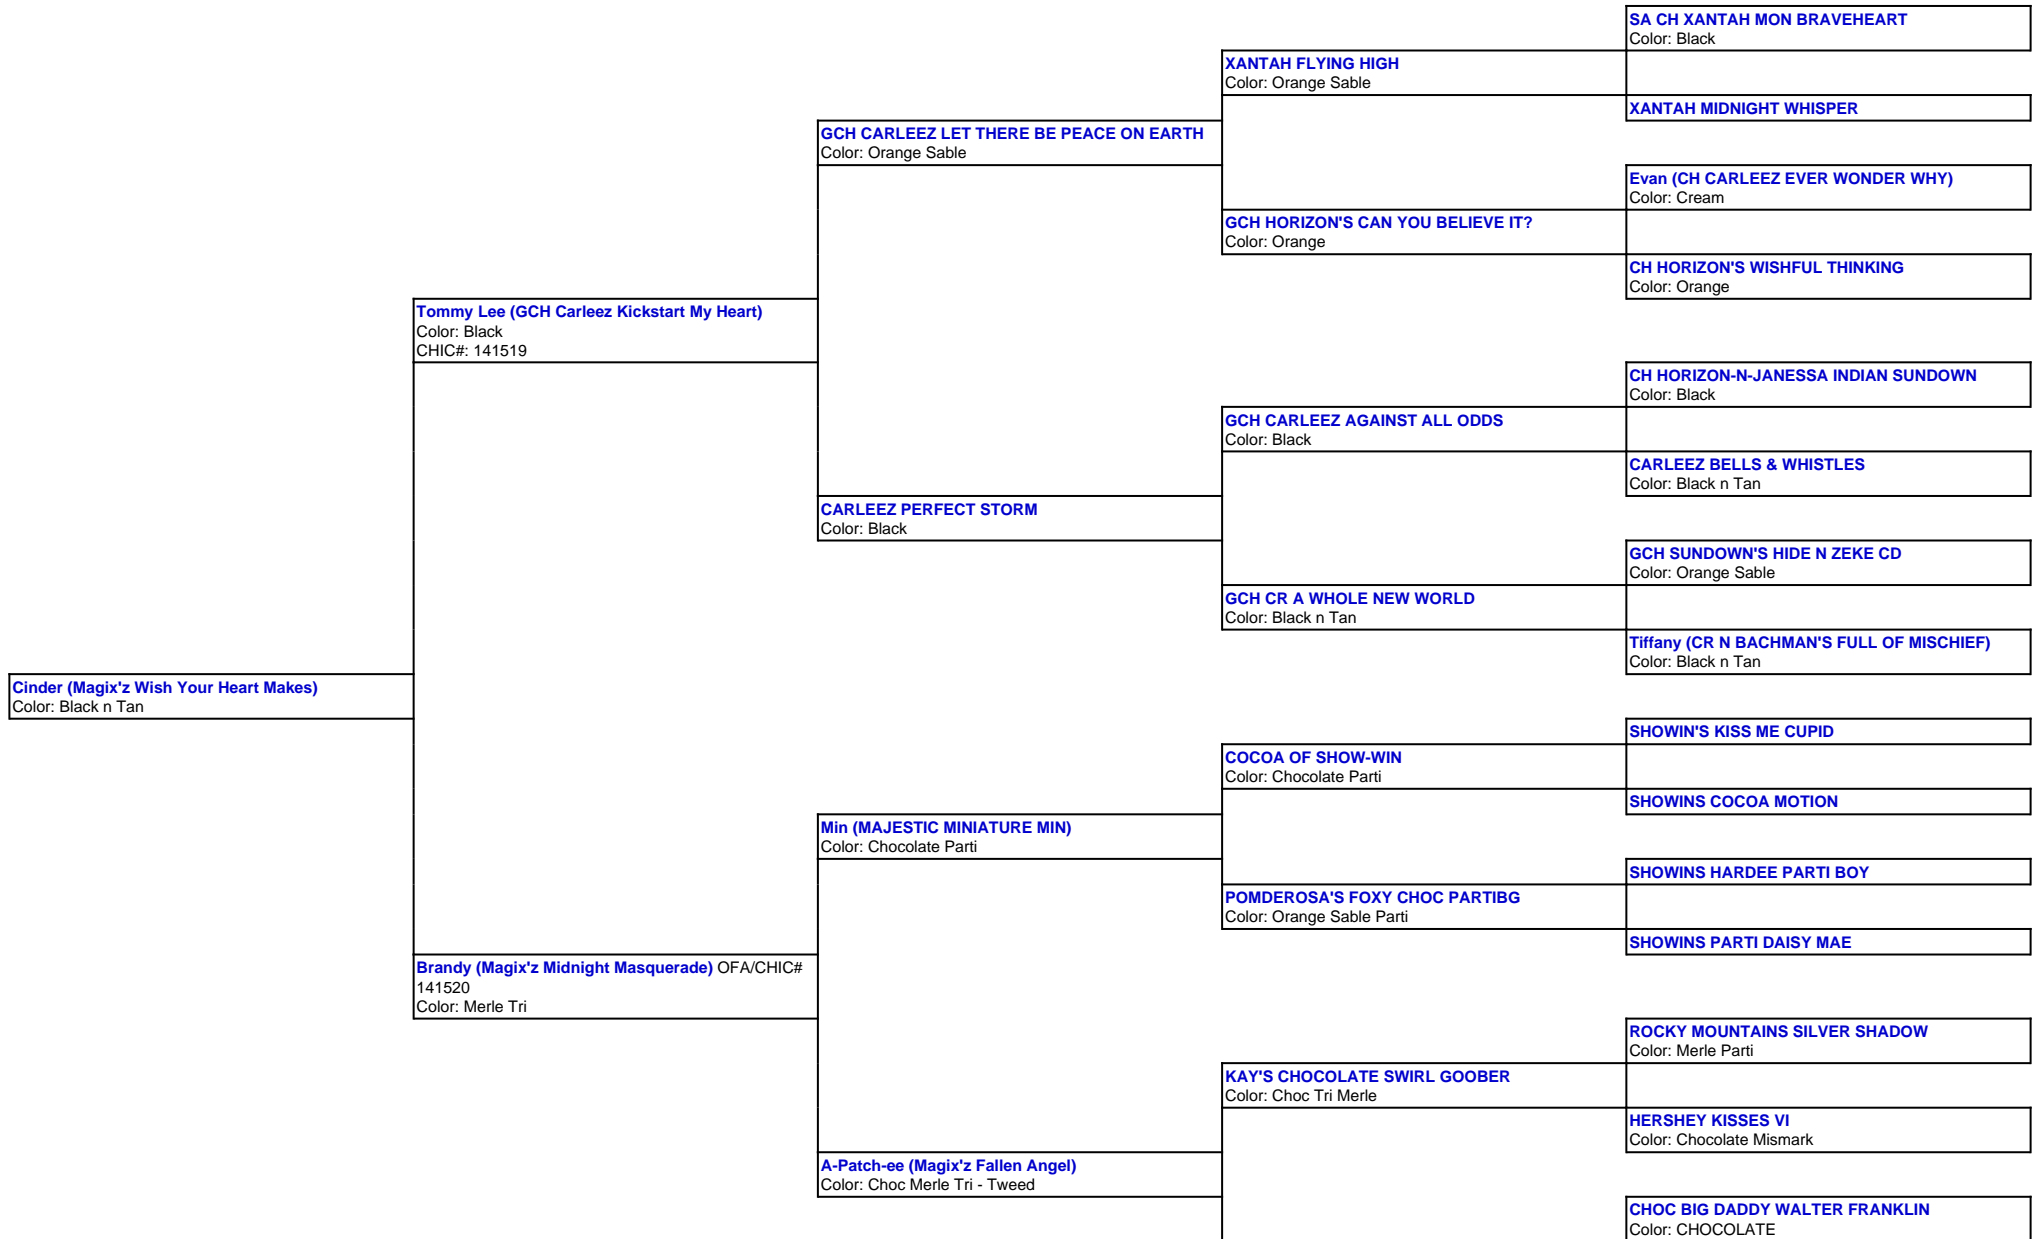 SA CH XANTAH MON BRAVEHEART
Color: Black
XANTAH FLYING HIGH
Color: Orange Sable
XANTAH MIDNIGHT WHISPER
GCH CARLEEZ LET THERE BE PEACE ON EARTH
Color: Orange Sable
Evan (CH CARLEEZ EVER WONDER WHY)
Color: Cream
GCH HORIZON'S CAN YOU BELIEVE IT?
Color: Orange
CH HORIZON'S WISHFUL THINKING
Color: Orange
Tommy Lee (GCH Carleez Kickstart My Heart)
Color: Black
CHIC#: 141519
CH HORIZON-N-JANESSA INDIAN SUNDOWN
Color: Black
GCH CARLEEZ AGAINST ALL ODDS
Color: Black
CARLEEZ BELLS & WHISTLES
Color: Black n Tan
CARLEEZ PERFECT STORM
Color: Black
GCH SUNDOWN'S HIDE N ZEKE CD
Color: Orange Sable
GCH CR A WHOLE NEW WORLD
Color: Black n Tan
Tiffany (CR N BACHMAN'S FULL OF MISCHIEF)
Color: Black n Tan
Cinder (Magix'z Wish Your Heart Makes)
Color: Black n Tan
SHOWIN'S KISS ME CUPID
COCOA OF SHOW-WIN
Color: Chocolate Parti
SHOWINS COCOA MOTION
Min (MAJESTIC MINIATURE MIN)
Color: Chocolate Parti
SHOWINS HARDEE PARTI BOY
POMDEROSA'S FOXY CHOC PARTIBG
Color: Orange Sable Parti
SHOWINS PARTI DAISY MAE
Brandy (Magix'z Midnight Masquerade) OFA/CHIC#
141520
Color: Merle Tri
ROCKY MOUNTAINS SILVER SHADOW
Color: Merle Parti
KAY'S CHOCOLATE SWIRL GOOBER
Color: Choc Tri Merle
HERSHEY KISSES VI
Color: Chocolate Mismark
A-Patch-ee (Magix'z Fallen Angel)
Color: Choc Merle Tri - Tweed
CHOC BIG DADDY WALTER FRANKLIN
Color: CHOCOLATE